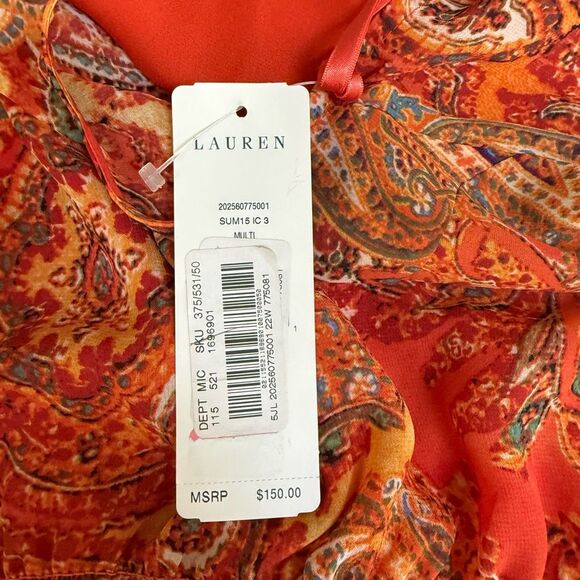 LAUREN
202560775001
SUM15 IC 3
MULTI
DEPT MIC SKU 375/531/50
115 521 1696901
5JL 202560775001 22W 775081
MSRP $150.00